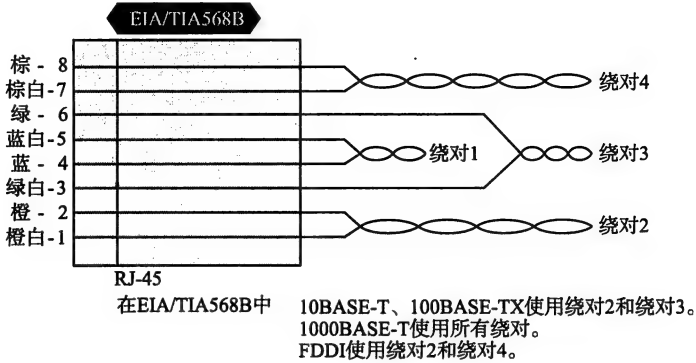 EIA/TIA568B
棕 - 8
棕白-7
绿 - 6
蓝白-5
蓝 - 4
绿白-3
橙 - 2
橙白-1
绕对4
绕对1
绕对3
绕对2
RJ-45
在EIA/TIA568B中
10BASE-T、100BASE-TX使用绕对2和绕对3。
1000BASE-T使用所有绕对。
FDDI使用绕对2和绕对4。